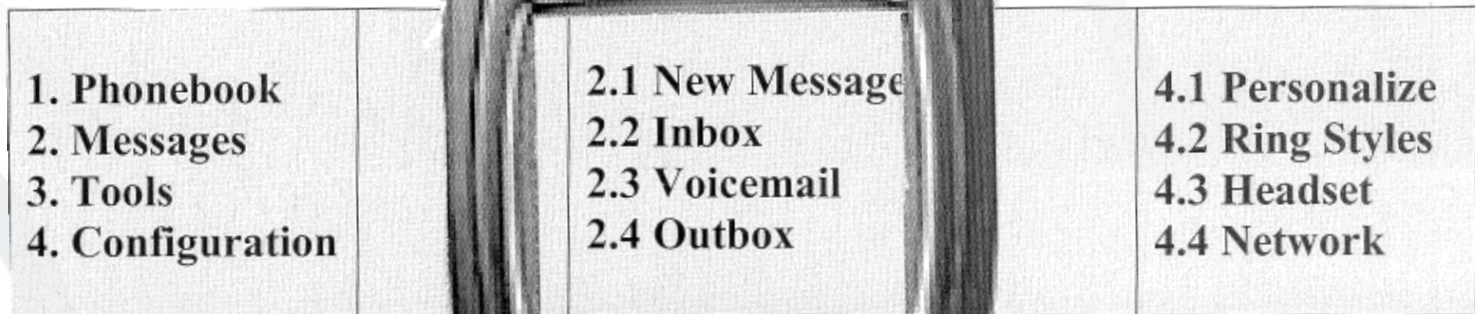 1. Phonebook
2. Messages
3. Tools
4. Configuration
2.1 New Message
2.2 Inbox
2.3 Voicemail
2.4 Outbox
4.1 Personalize
4.2 Ring Styles
4.3 Headset
4.4 Network